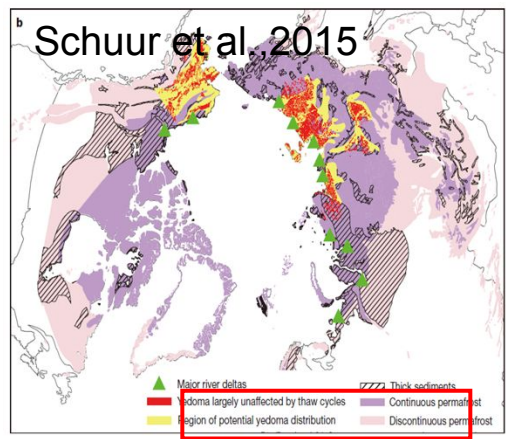 b
Schuur et al.,2015
Major river deltas
Yedoma largely unaffected by thaw cycles
Region of potential yedoma distribution
Thick sediments
Continuous permafrost
Discontinuous permafrost